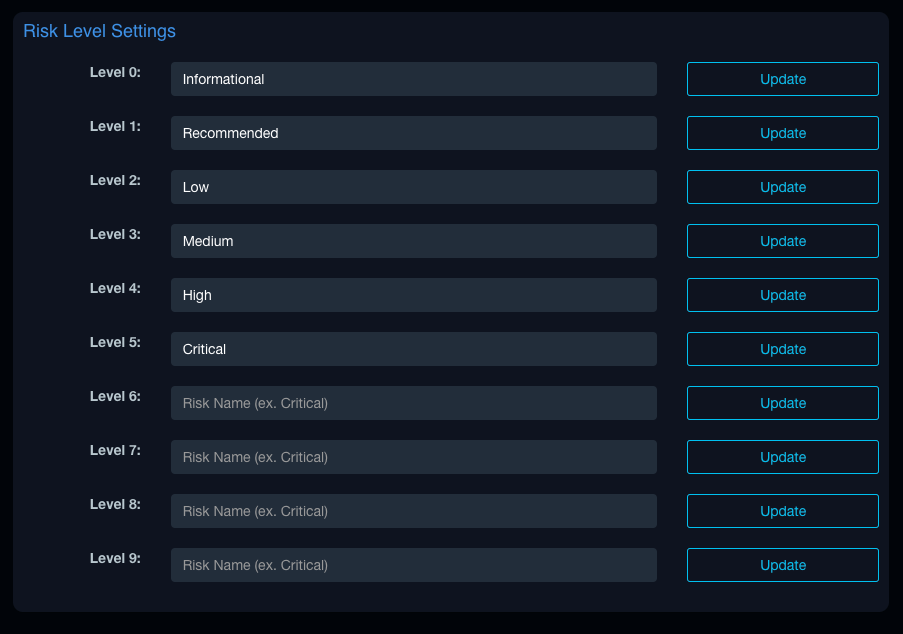 Risk Level Settings
Level 0: Informational Update
Level 1: Recommended Update
Level 2: Low Update
Level 3: Medium Update
Level 4: High Update
Level 5: Critical Update
Level 6: Risk Name (ex. Critical) Update
Level 7: Risk Name (ex. Critical) Update
Level 8: Risk Name (ex. Critical) Update
Level 9: Risk Name (ex. Critical) Update